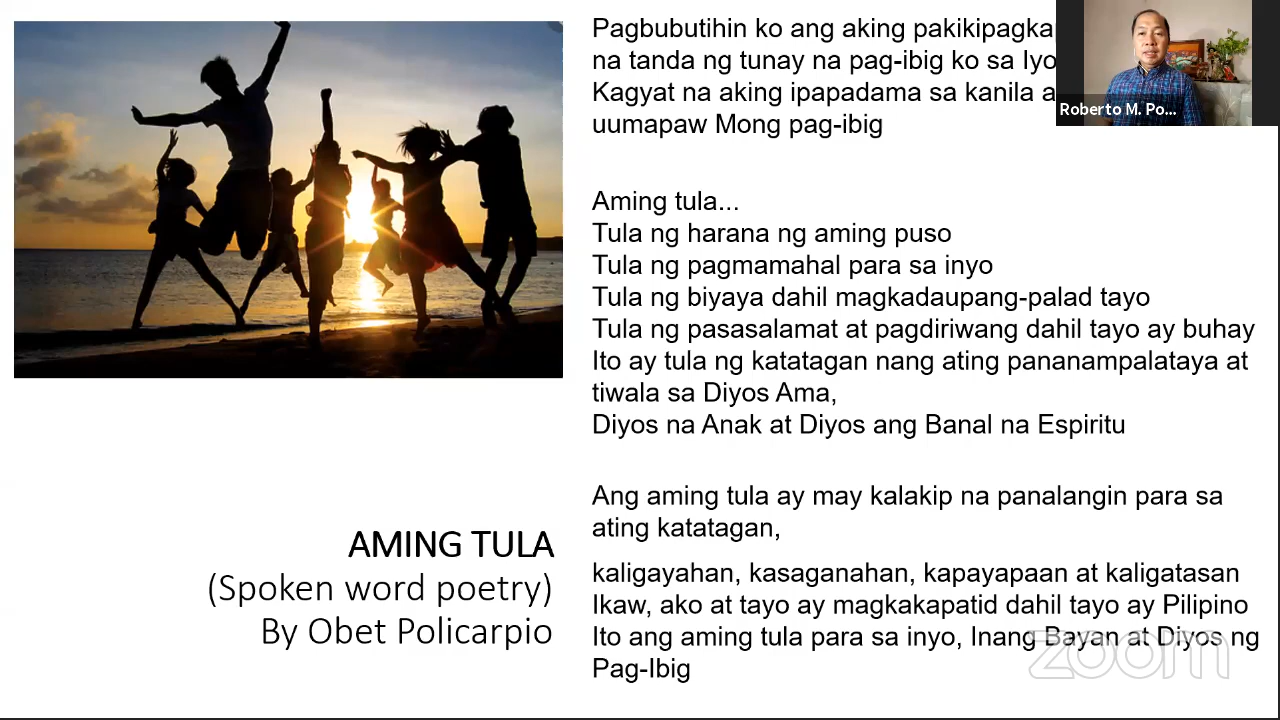 Pagbubutihin ko ang aking
na tanda ng tunay na pag-ibig ko sa Iyo
Kagyat na aking ipapadama sa kanila
uumapaw Mong pag-ibig
Roberto M. Po...
Aming tula...
Tula ng harana ng aming puso
Tula ng pagmamahal para sa inyo
Tula ng biyaya dahil magkadaupang-palad tayo
Tula ng pasasalamat at pagdiriwang dahil tayo ay buhay
Ito ay tula ng katatagan nang ating pananampalataya at
tiwala sa Diyos Ama,
Diyos na Anak at Diyos ang Banal na Espiritu
Ang aming tula ay may kalakip na panalangin para sa
ating katatagan,
kaligayahan, kasaganahan, kapayapaan at kaligatasan
Ikaw, ako at tayo ay magkakapatid dahil tayo ay Pilipino
Ito ang aming tula para sa inyo, Inang Bayan at Diyos ng
Pag-Ibig
AMING TULA
(Spoken word poetry)
By Obet Policarpio
zoom